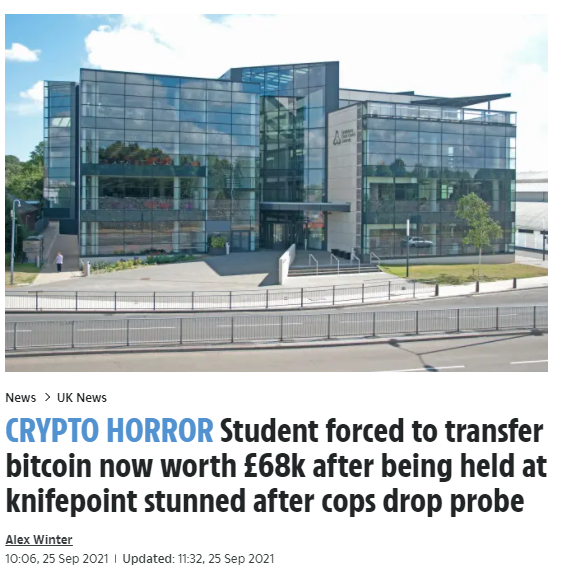 News > UK News
CRYPTO HORROR Student forced to transfer
bitcoin now worth £68k after being held at
knifepoint stunned after cops drop probe
Alex Winter
10:06, 25 Sep 2021 | Updated: 11:32, 25 Sep 2021